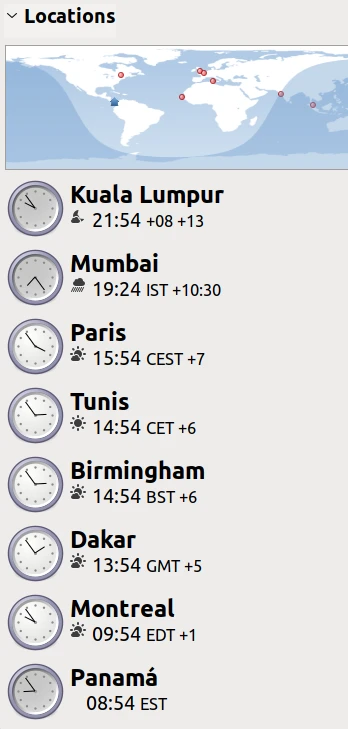 Locations
Kuala Lumpur
21:54 +08 +13
Mumbai
19:24 IST +10:30
Paris
15:54 CEST +7
Tunis
14:54 CET +6
Birmingham
14:54 BST +6
Dakar
13:54 GMT +5
Montreal
09:54 EDT +1
Panamá
08:54 EST